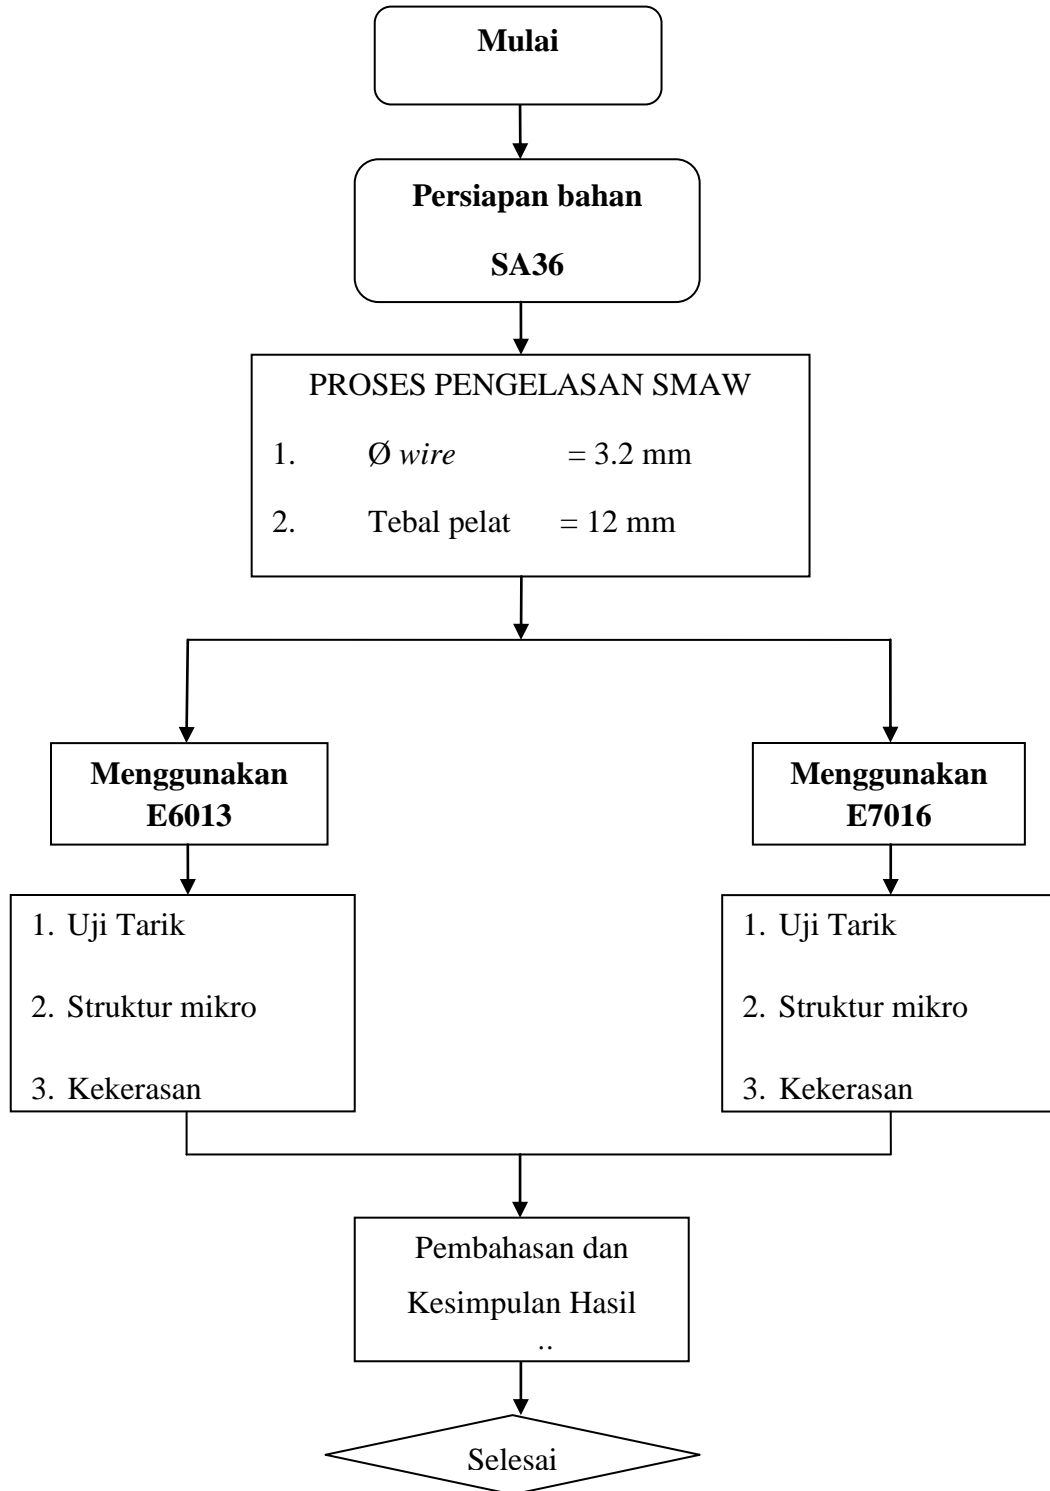 Mulai
Persiapan bahan
SA36
PROSES PENGELASAN SMAW
1. Ø wire = 3.2 mm
2. Tebal pelat = 12 mm
Menggunakan
E6013
Menggunakan
E7016
1. Uji Tarik
2. Struktur mikro
3. Kekerasan
1. Uji Tarik
2. Struktur mikro
3. Kekerasan
Pembahasan dan
Kesimpulan Hasil
..
Selesai